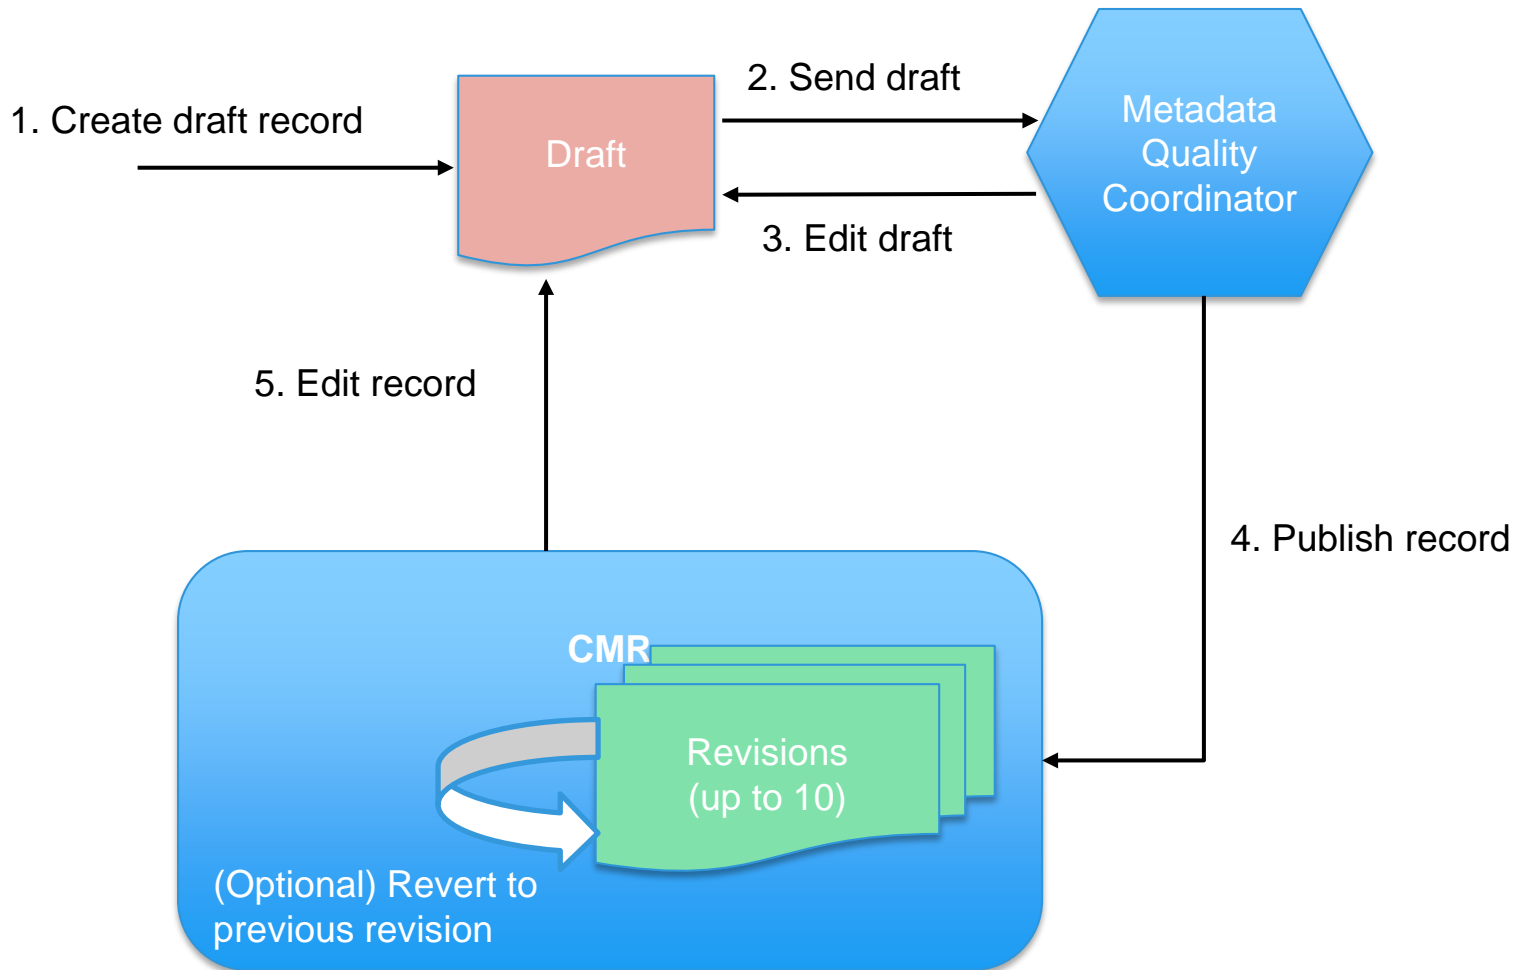 1. Create draft record
Draft
2. Send draft
3. Edit draft
Metadata
Quality
Coordinator
4. Publish record
5. Edit record
CMR
Revisions
(up to 10)
(Optional) Revert to
previous revision